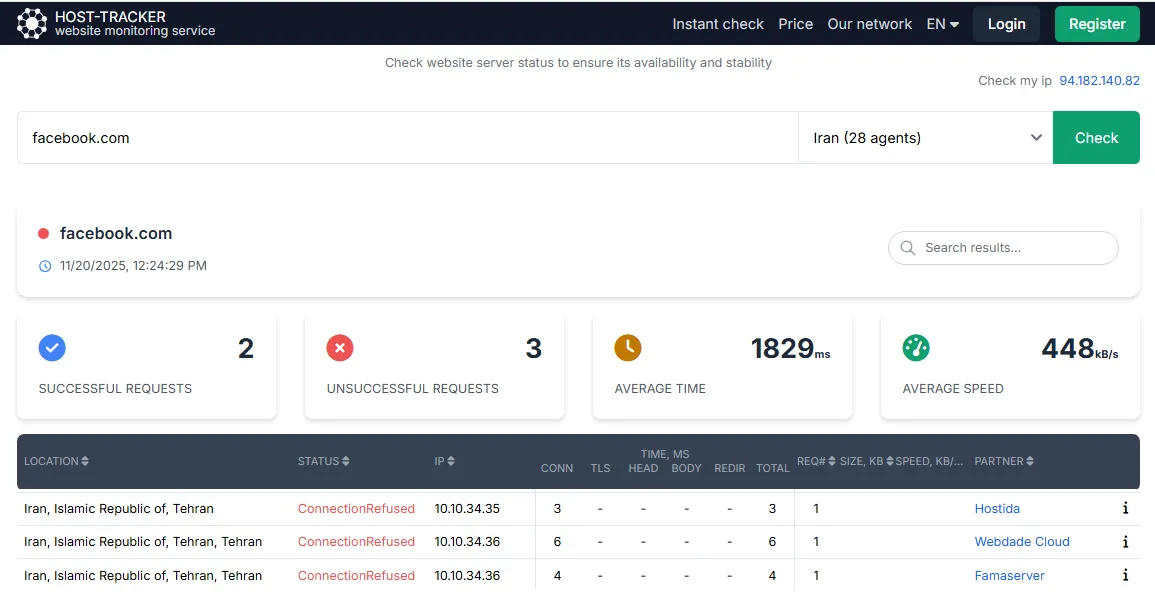 HOST-TRACKER
website monitoring service
Instant check Price Our network EN Login Register
Check website server status to ensure its availability and stability
Check my ip 94.182.140.82
facebook.com Iran (28 agents) Check
facebook.com
11/20/2025, 12:24:29 PM
Search results...
2 3 1829ms 448kB/s
SUCCESSFUL REQUESTS UNSUCCESSFUL REQUESTS AVERAGE TIME AVERAGE SPEED
TIME, MS
LOCATION STATUS IP CONN TLS HEAD BODY REDIR TOTAL REQ# SIZE, KB SPEED, KB/... PARTNER
Iran, Islamic Republic of, Tehran ConnectionRefused 10.10.34.35 3 - - - - 3 1 Hostida
Iran, Islamic Republic of, Tehran, Tehran ConnectionRefused 10.10.34.36 6 - - - - 6 1 Webdade Cloud
Iran, Islamic Republic of, Tehran, Tehran ConnectionRefused 10.10.34.36 4 - - - - 4 1 Famaserver